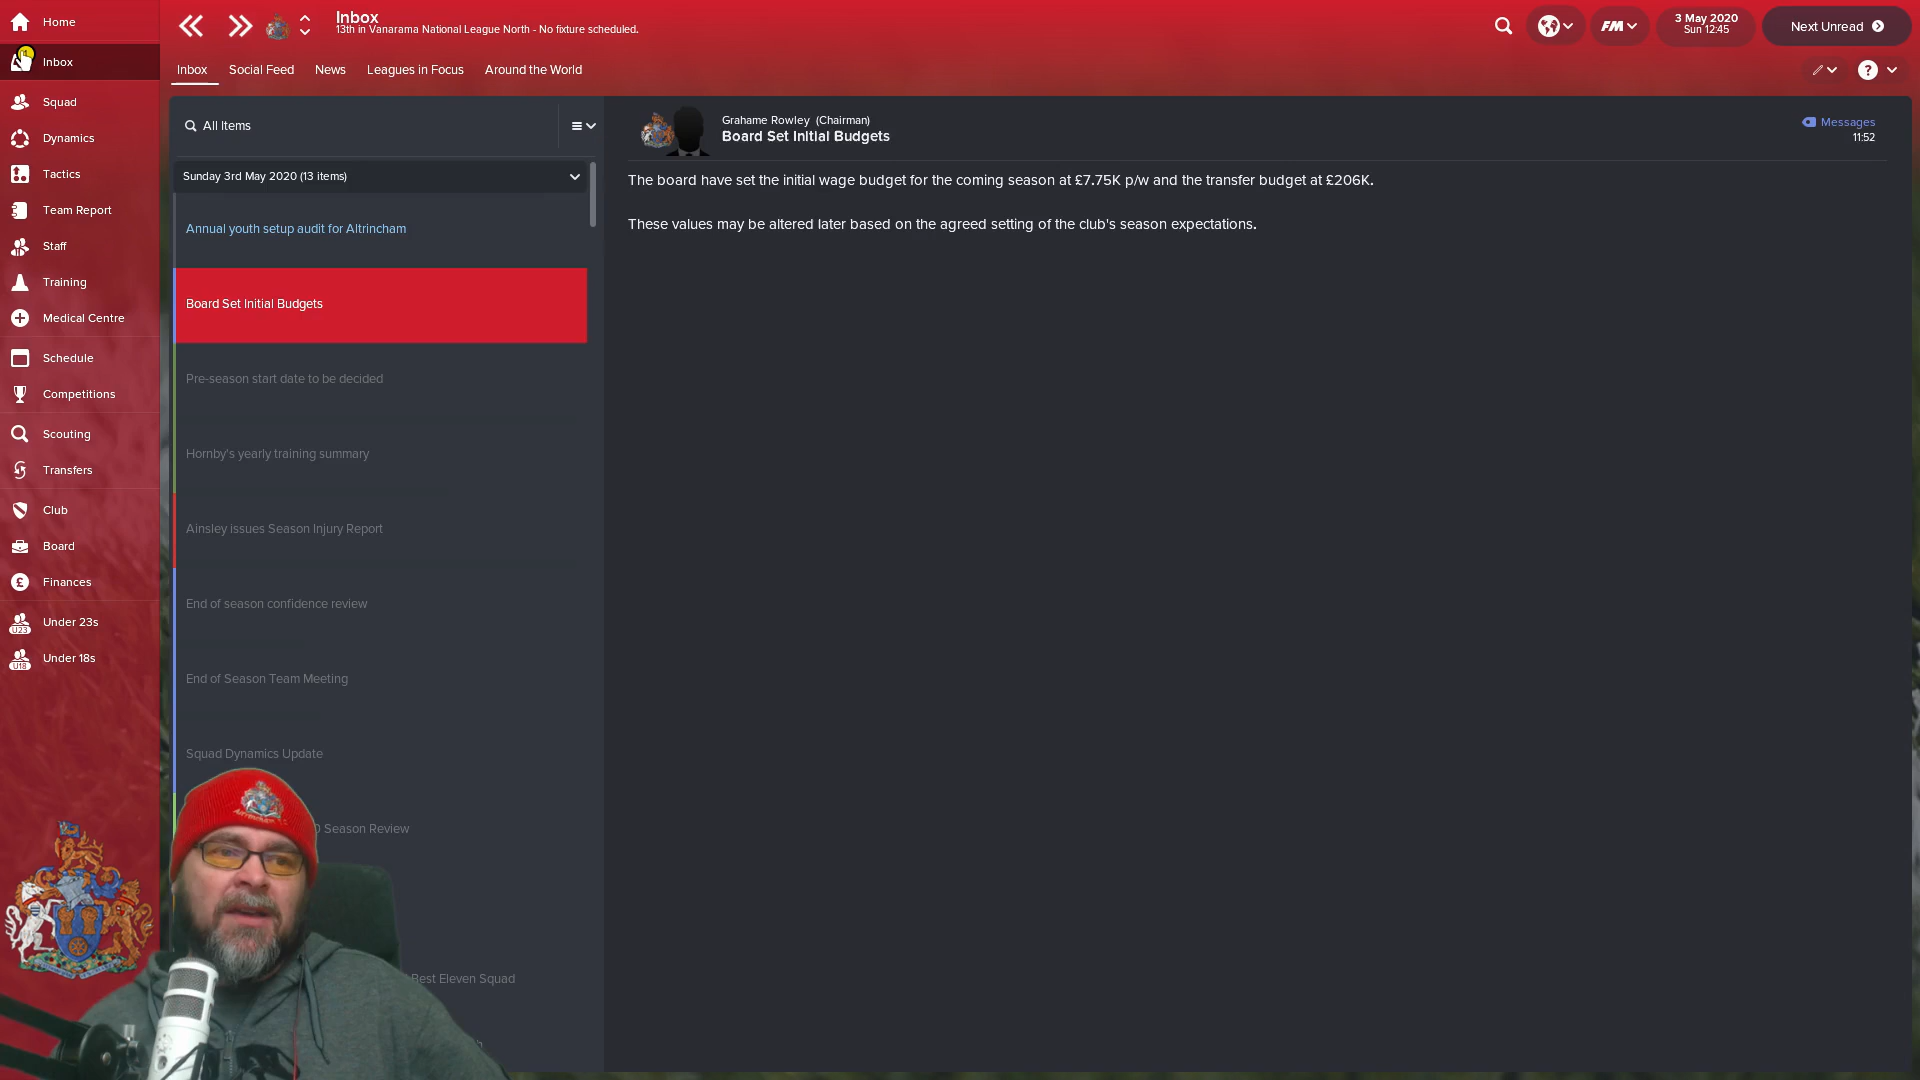 Home
Inbox
Squad
Dynamics
Tactics
Team Report
Staff
Training
Medical Centre
Schedule
Competitions
Scouting
Transfers
Club
Board
Finances
U23
Under 23s
U18
Under 18s
Inbox
13th in Vanarama National League North - No fixture scheduled.
FM
3 May 2020
Sun 12:45
Next Unread
Inbox
Social Feed
News
Leagues in Focus
Around the World
?
All Items
Sunday 3rd May 2020 (13 items)
Annual youth setup audit for Altrincham
Board Set Initial Budgets
Pre-season start date to be decided
Hornby's yearly training summary
Ainsley issues Season Injury Report
End of season confidence review
End of Season Team Meeting
Squad Dynamics Update
Season Review
Best Eleven Squad
Grahame Rowley (Chairman)
Board Set Initial Budgets
Messages
11:52
The board have set the initial wage budget for the coming season at £7.75K p/w and the transfer budget at £206K.
These values may be altered later based on the agreed setting of the club's season expectations.